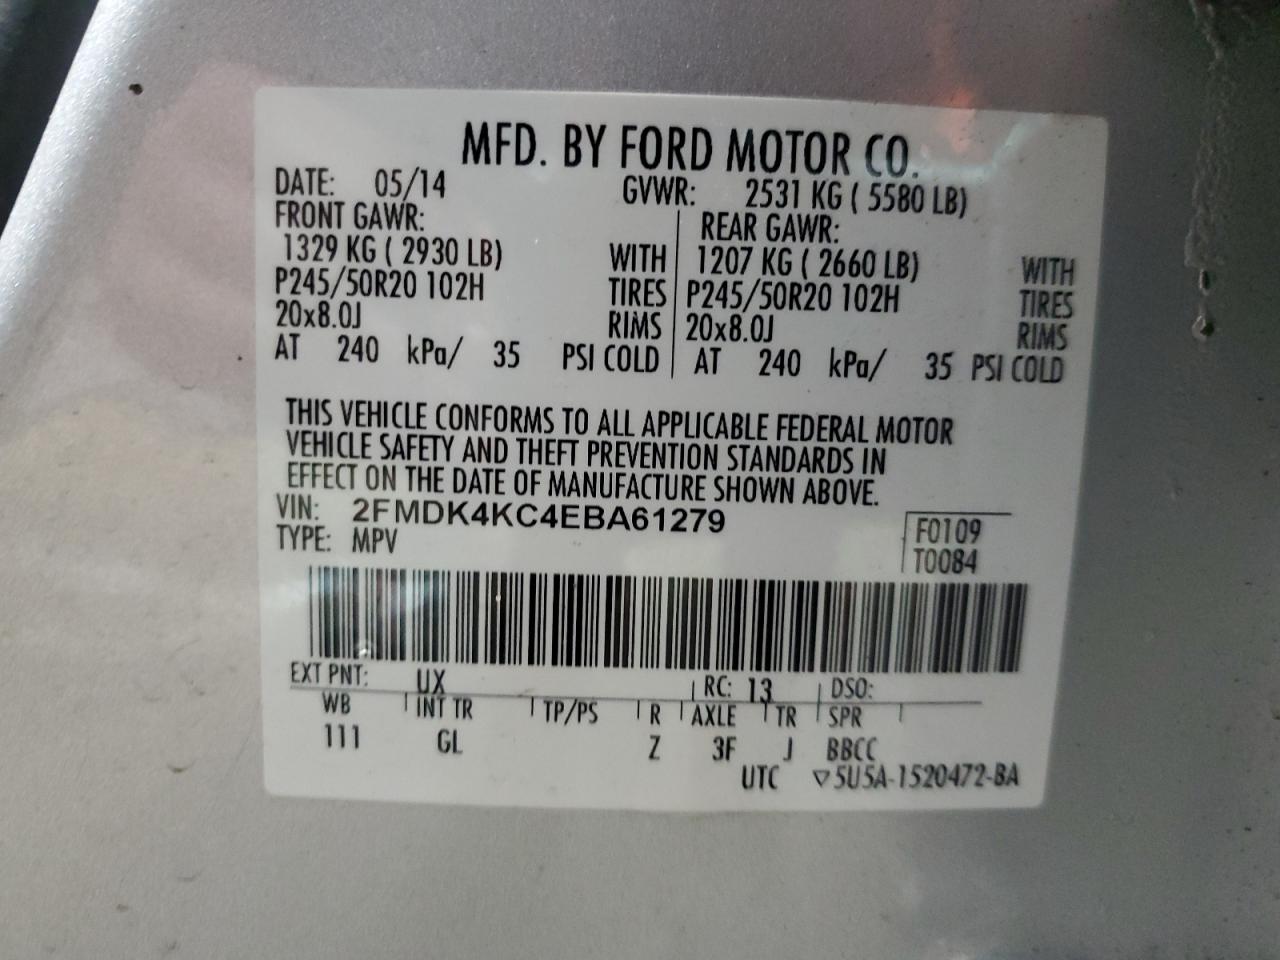 MFD. BY FORD MOTOR CO.
DATE: 05/14 GVWR: 2531 KG ( 5580 LB)
FRONT GAWR: REAR GAWR:
1329 KG ( 2930 LB) WITH 1207 KG ( 2660 LB) WITH
P245/50R20 102H TIRES P245/50R20 102H TIRES
20x8.0J RIMS 20x8.0J RIMS
AT 240 kPa/ 35 PSI COLD AT 240 kPa/ 35 PSI COLD
THIS VEHICLE CONFORMS TO ALL APPLICABLE FEDERAL MOTOR
VEHICLE SAFETY AND THEFT PREVENTION STANDARDS IN
EFFECT ON THE DATE OF MANUFACTURE SHOWN ABOVE.
VIN: 2FMDK4KC4EBA61279
TYPE: MPV
F0109
T0084
EXT PNT: UX RC: 13 DSO:
WB INT TR TP/PS R AXLE TR SPR
111 GL Z 3F J BBCC
UTC ▽5U5A-1520472-BA